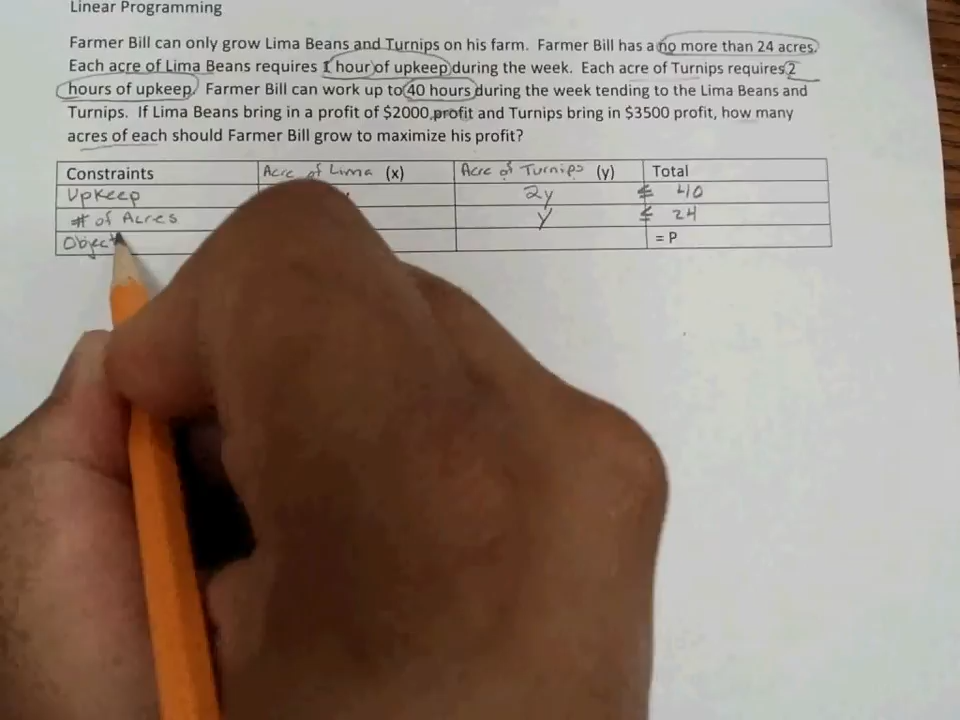 Linear Programming
Farmer Bill can only grow Lima Beans and Turnips on his farm. Farmer Bill has a no more than 24 acres.
Each acre of Lima Beans requires 1 hour of upkeep during the week. Each acre of Turnips requires 2
hours of upkeep. Farmer Bill can work up to 40 hours during the week tending to the Lima Beans and
Turnips. If Lima Beans bring in a profit of $2000 profit and Turnips bring in $3500 profit, how many
acres of each should Farmer Bill grow to maximize his profit?
Constraints Acre of Lima (x) Acre of Turnips (y) Total
Upkeep 2y ≤ 40
# of Acres y ≤ 24
Object = P